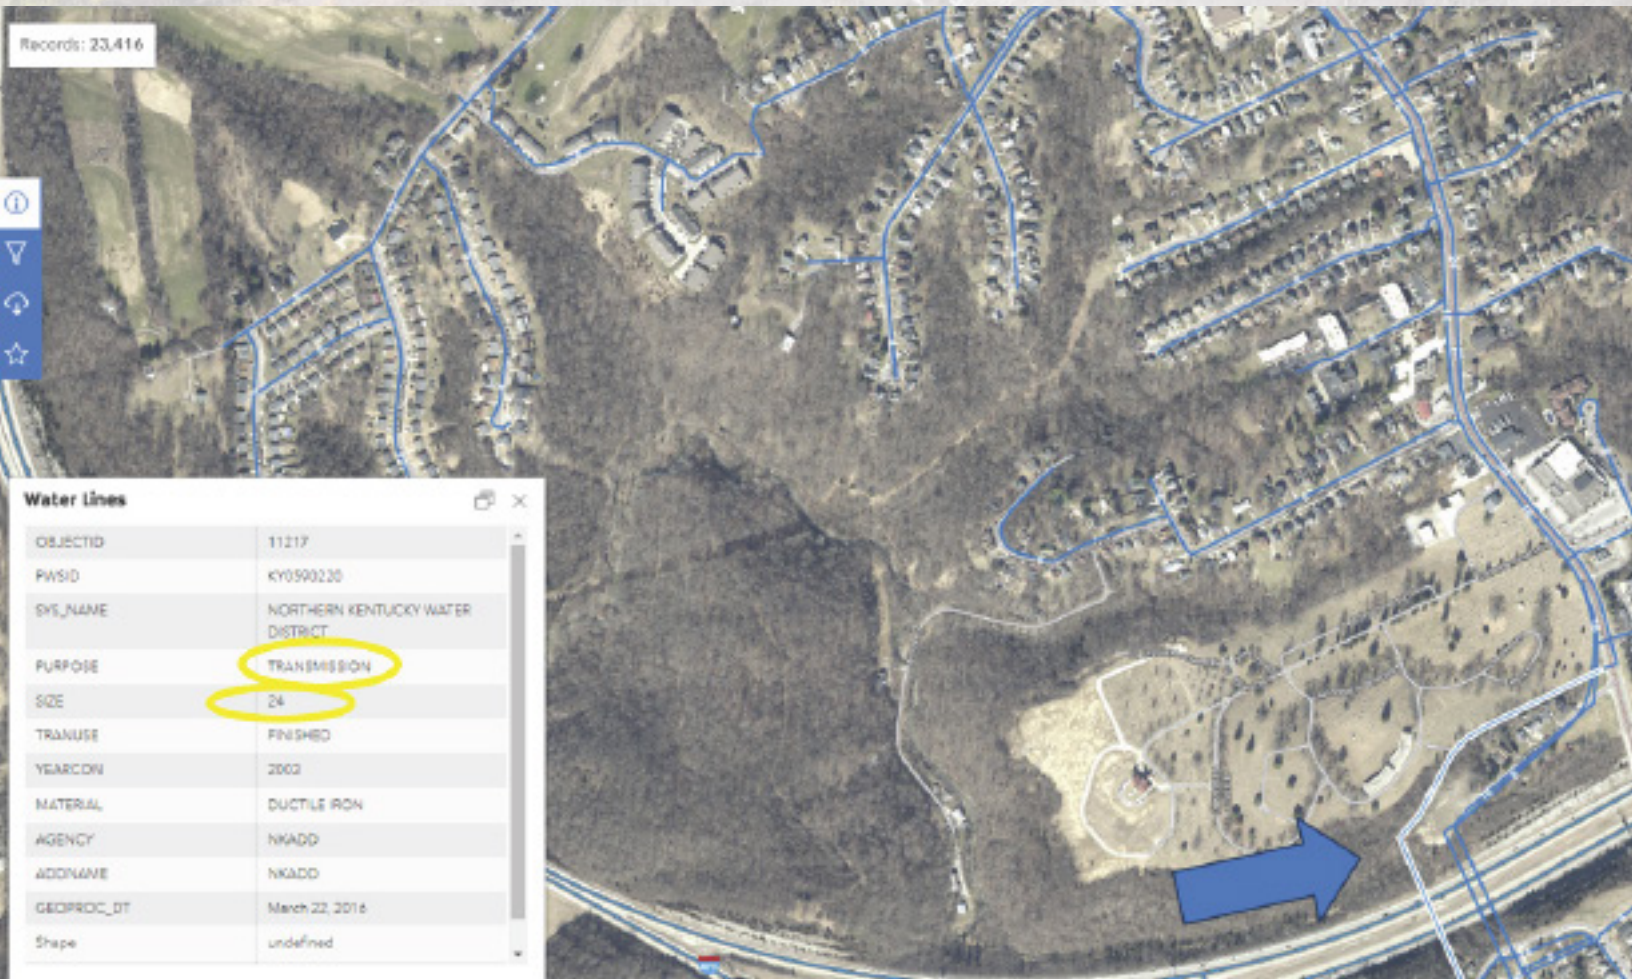 Records: 23,416
Water Lines
OBJECTID 11217
PWSID KY0590220
SYS_NAME NORTHERN KENTUCKY WATER
DISTRICT
PURPOSE TRANSMISSION
SIZE 24
TRANUSE FINISHED
YEARCON 2003
MATERIAL DUCTILE IRON
AGENCY NKADD
ADDNAME NKADD
GEOPROC_DT March 22, 2016
Shape undefined